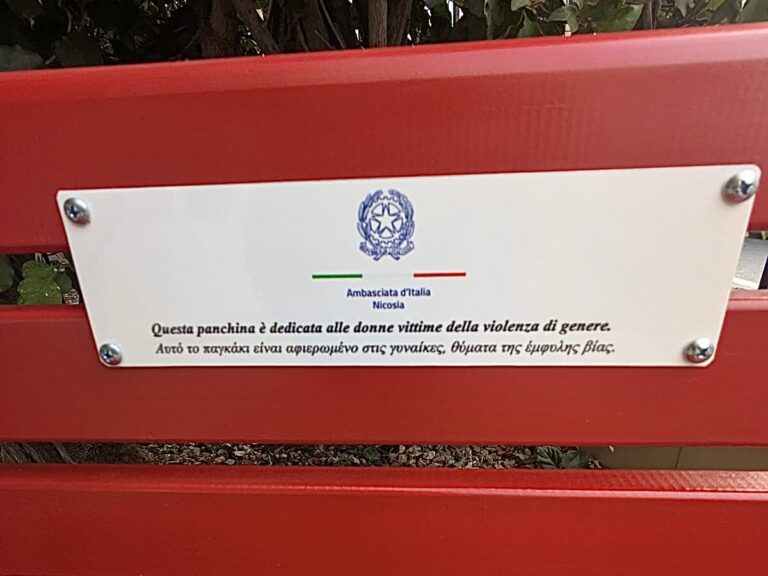 Ambasciata d'Italia
Nicosia
Questa panchina è dedicata alle donne vittime della violenza di genere.
Αυτό το παγκάκι είναι αφιερωμένο στις γυναίκες, θύματα της έμφυλης βίας.